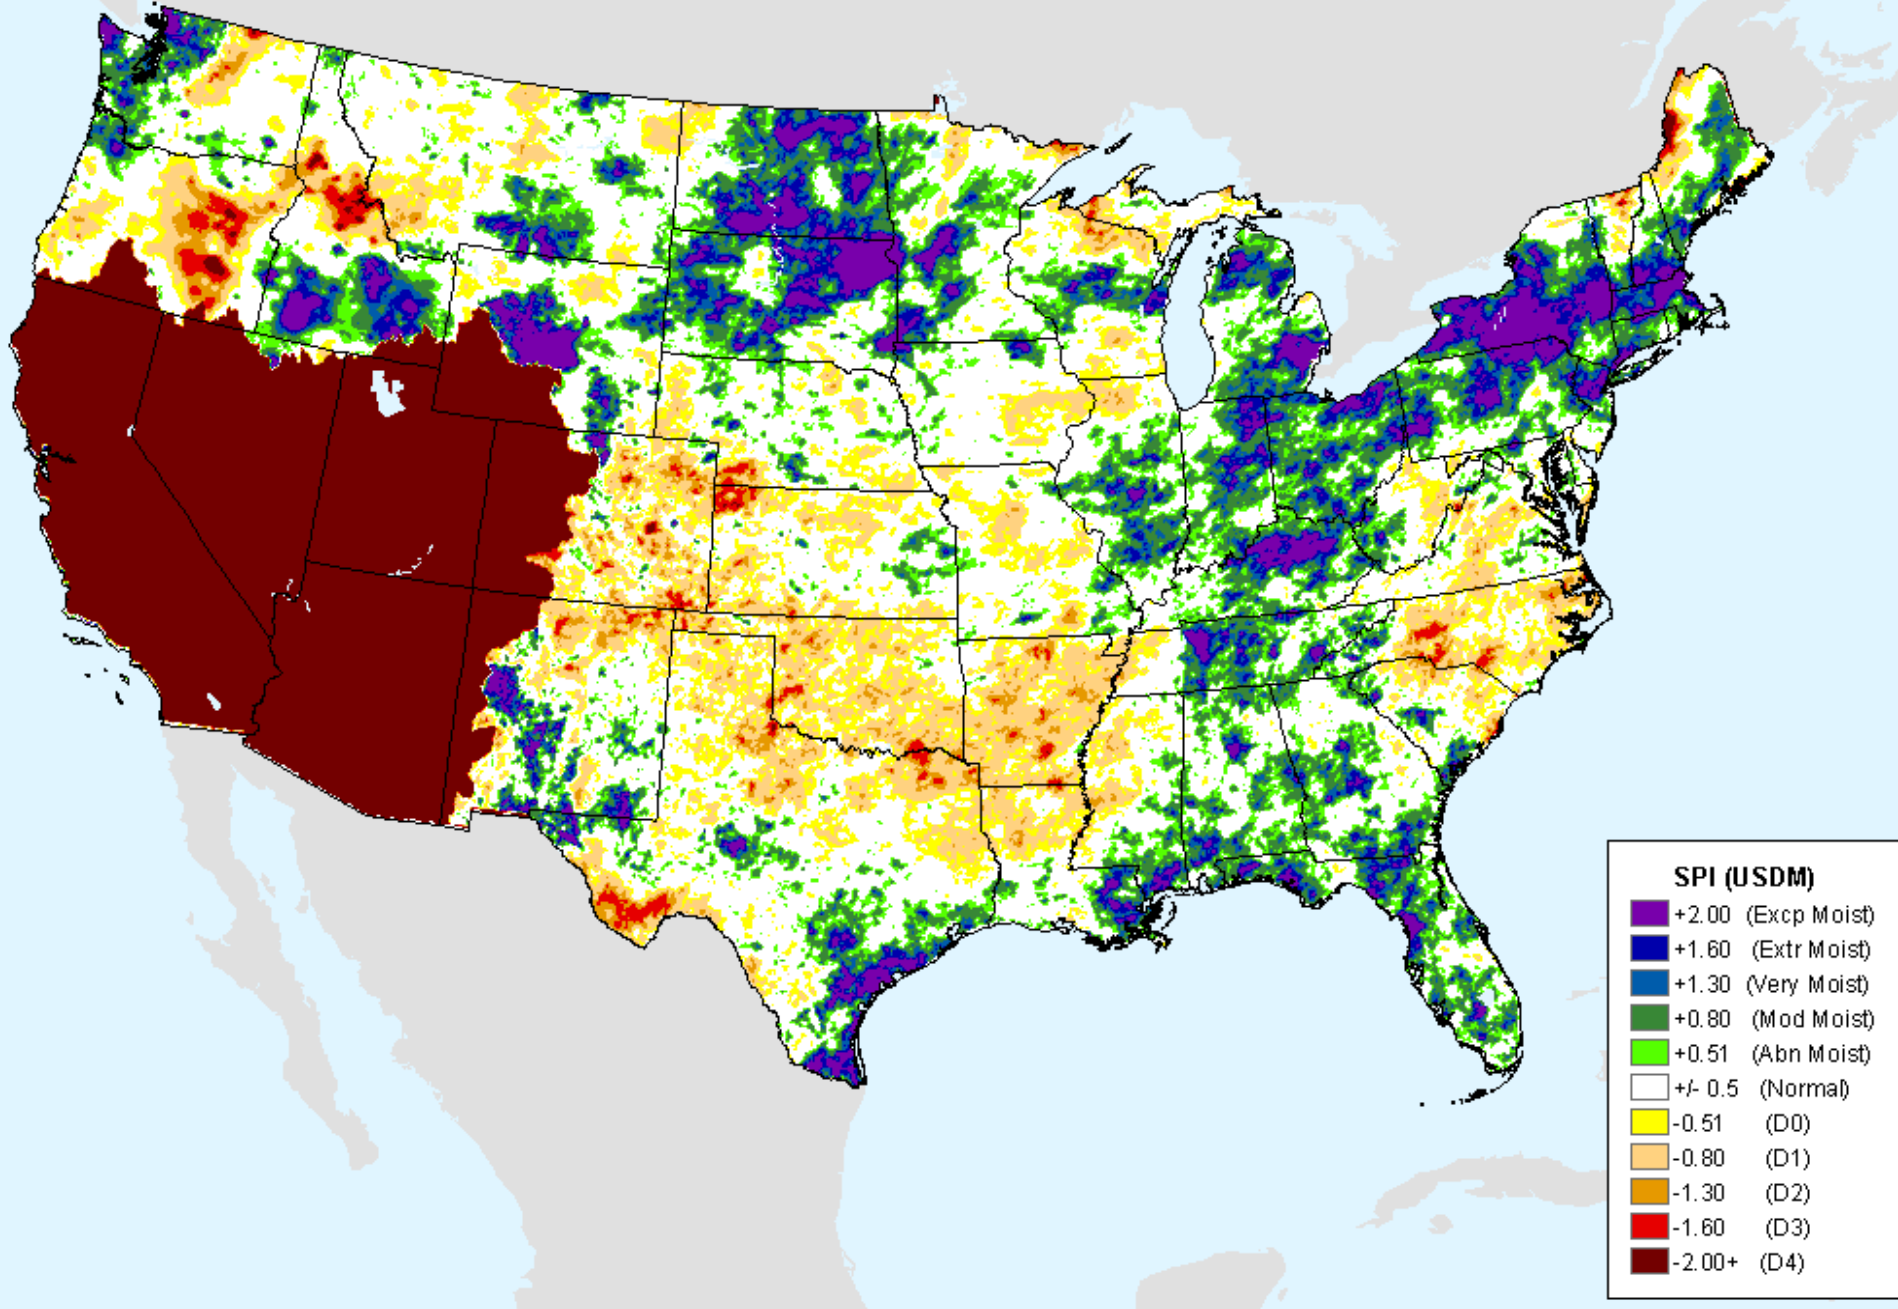 SPI (USDM)
+2.00 (Excp Moist)
+1.60 (Extr Moist)
+1.30 (Very Moist)
+0.80 (Mod Moist)
+0.51 (Abn Moist)
+/- 0.5 (Normal)
-0.51 (D0)
-0.80 (D1)
-1.30 (D2)
-1.60 (D3)
-2.00+ (D4)